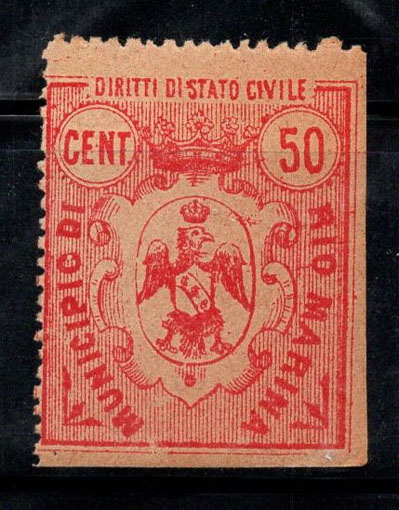 DIRITTI DI STATO CIVILE
CENT. 50
MUNICIPIO DI
RIO MARINA